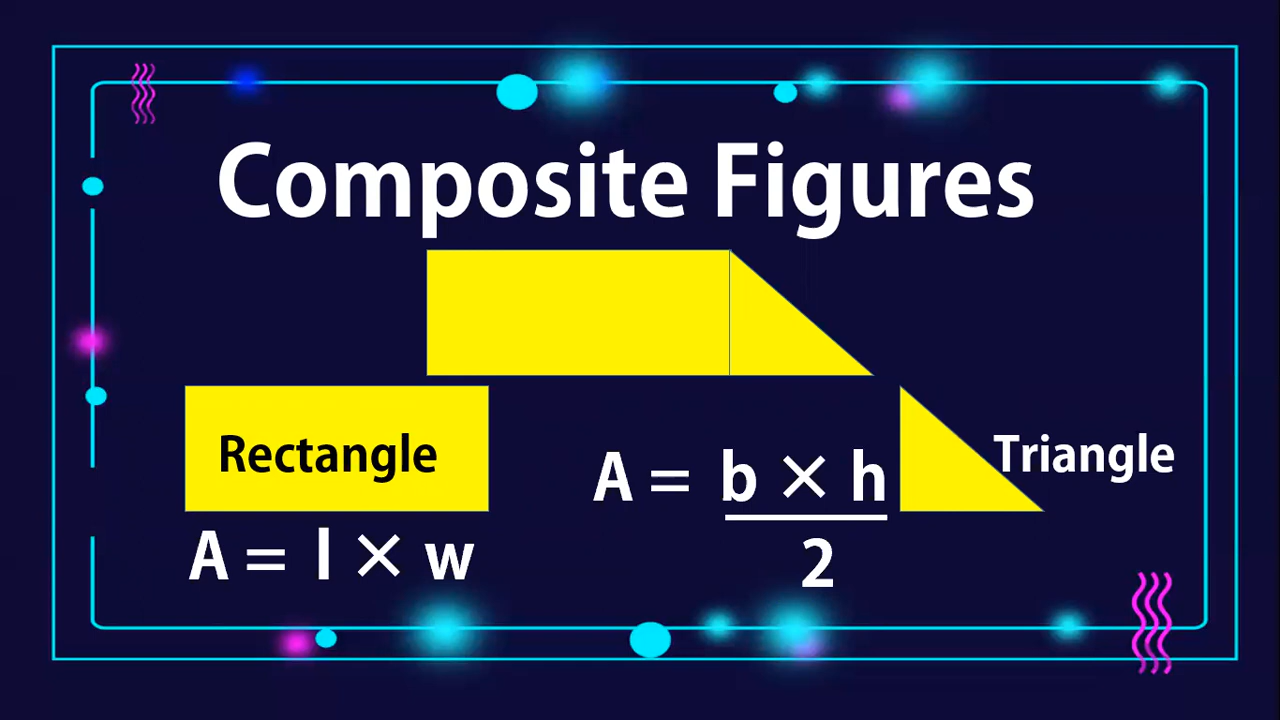 Composite Figures
Rectangle
A = l × w
A = b × h
2
Triangle